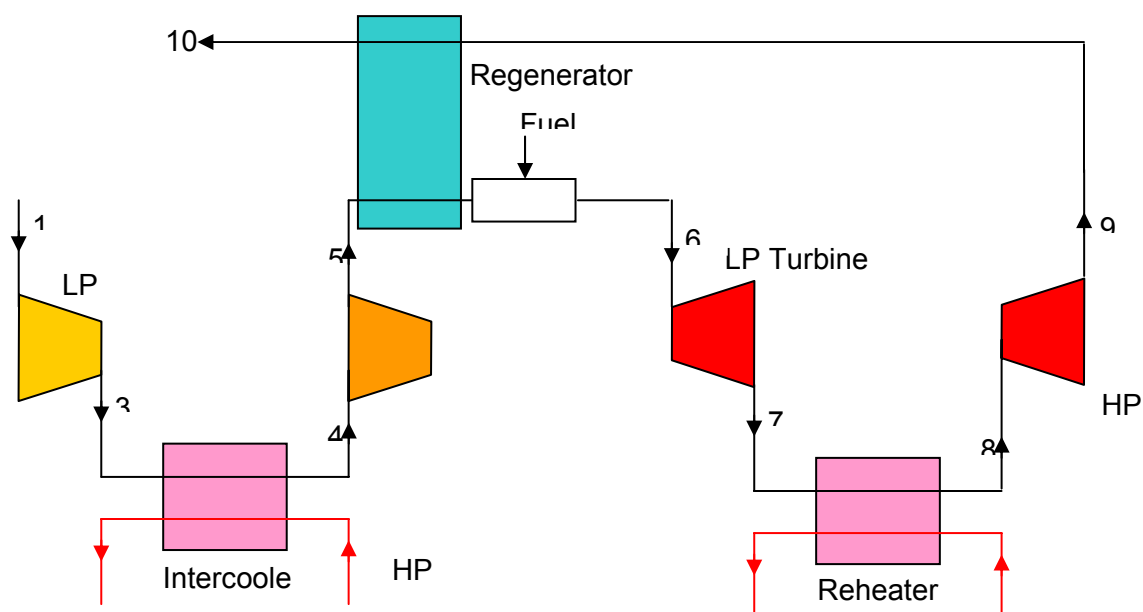 10
Regenerator
Fuel
1
5
6
9
LP
LP Turbine
3
4
7
8
HP
Intercoole
HP
Reheater